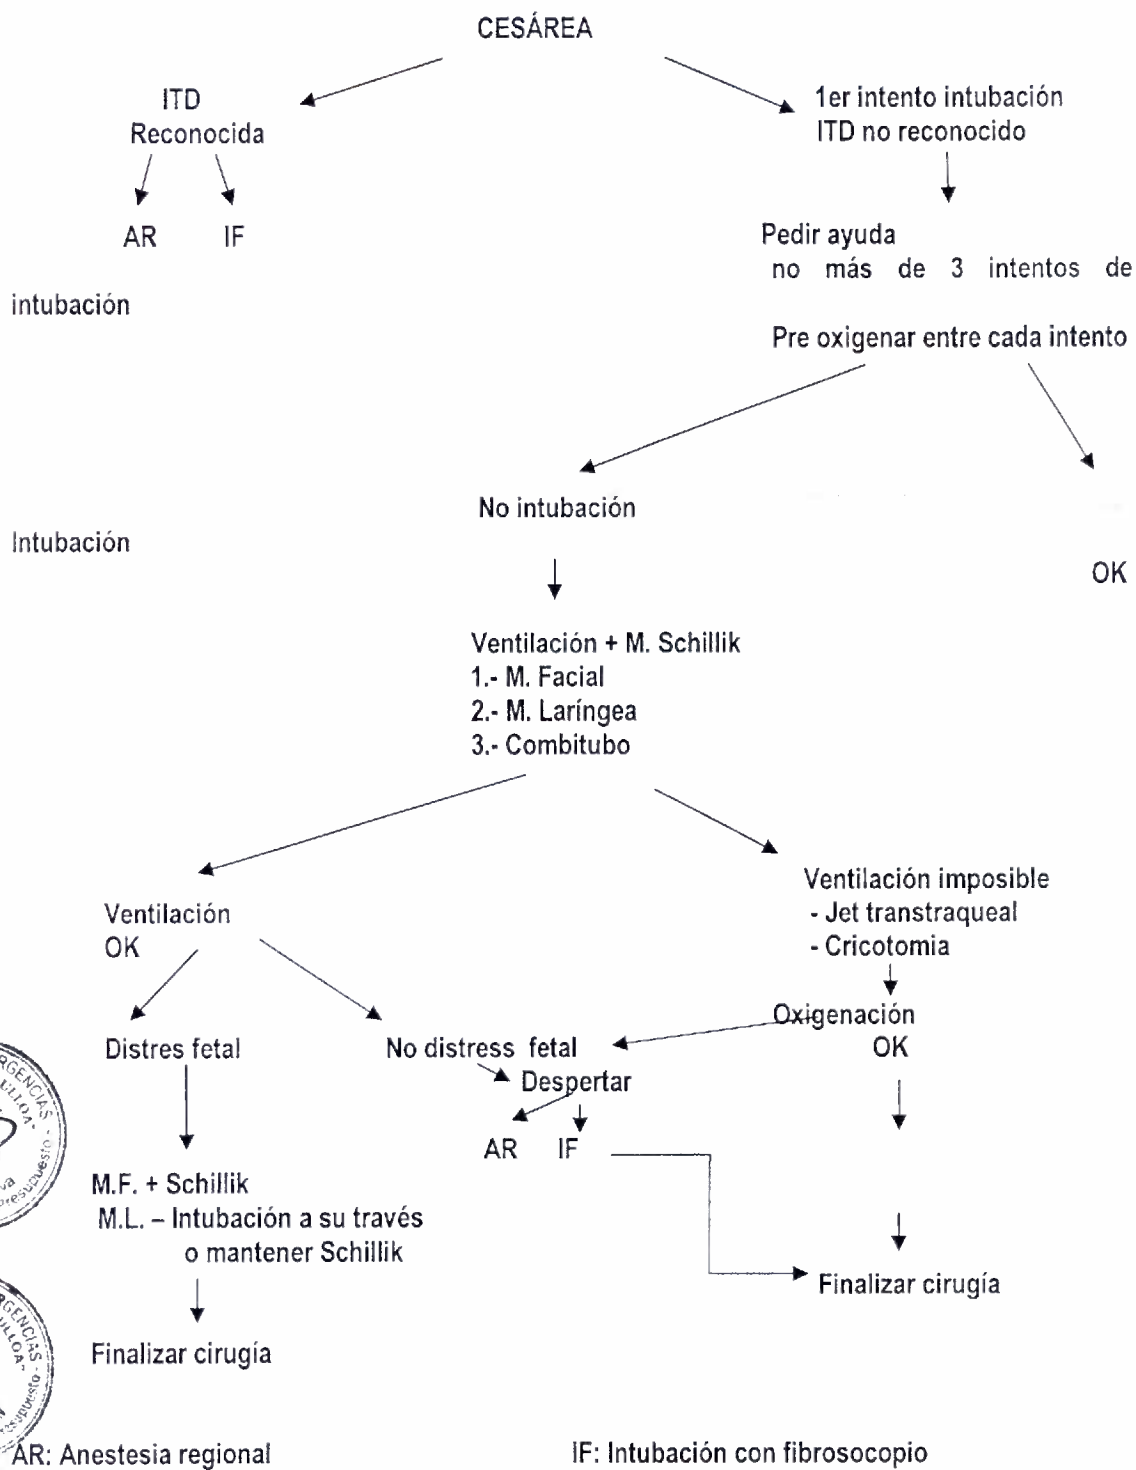 CESÁREA
ITD
Reconocida
1er intento intubación
ITD no reconocido
AR IF
Pedir ayuda
no más de 3 intentos de
intubación
Pre oxigenar entre cada intento
No intubación
Intubación
OK
Ventilación + M. Schillik
1.- M. Facial
2.- M. Laríngea
3.- Combitubo
Ventilación
OK
Ventilación imposible
- Jet transtraqueal
- Cricotomia
Oxigenación
OK
Distres fetal
No distress fetal
Despertar
AR IF
M.F. + Schillik
M.L. – Intubación a su través
o mantener Schillik
Finalizar cirugía
Finalizar cirugía
AR: Anestesia regional
IF: Intubación con fibrosocopio